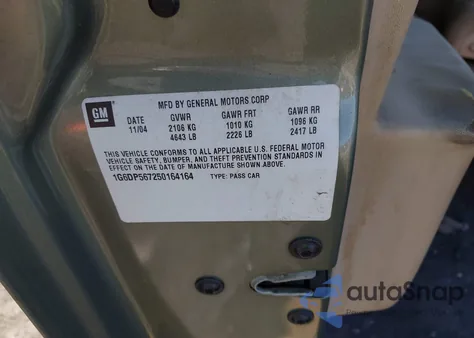 GM
MFD BY GENERAL MOTORS CORP
DATE GVWR GAWR FRT GAWR RR
11/04 2106 KG 1010 KG 1096 KG
4643 LB 2226 LB 2417 LB
THIS VEHICLE CONFORMS TO ALL APPLICABLE U.S. FEDERAL MOTOR
VEHICLE SAFETY, BUMPER, AND THEFT PREVENTION STANDARDS IN
EFFECT ON THE DATE OF MANUFACTURE SHOWN ABOVE.
1G6DP567250164164 TYPE: PASS CAR
autoSnap